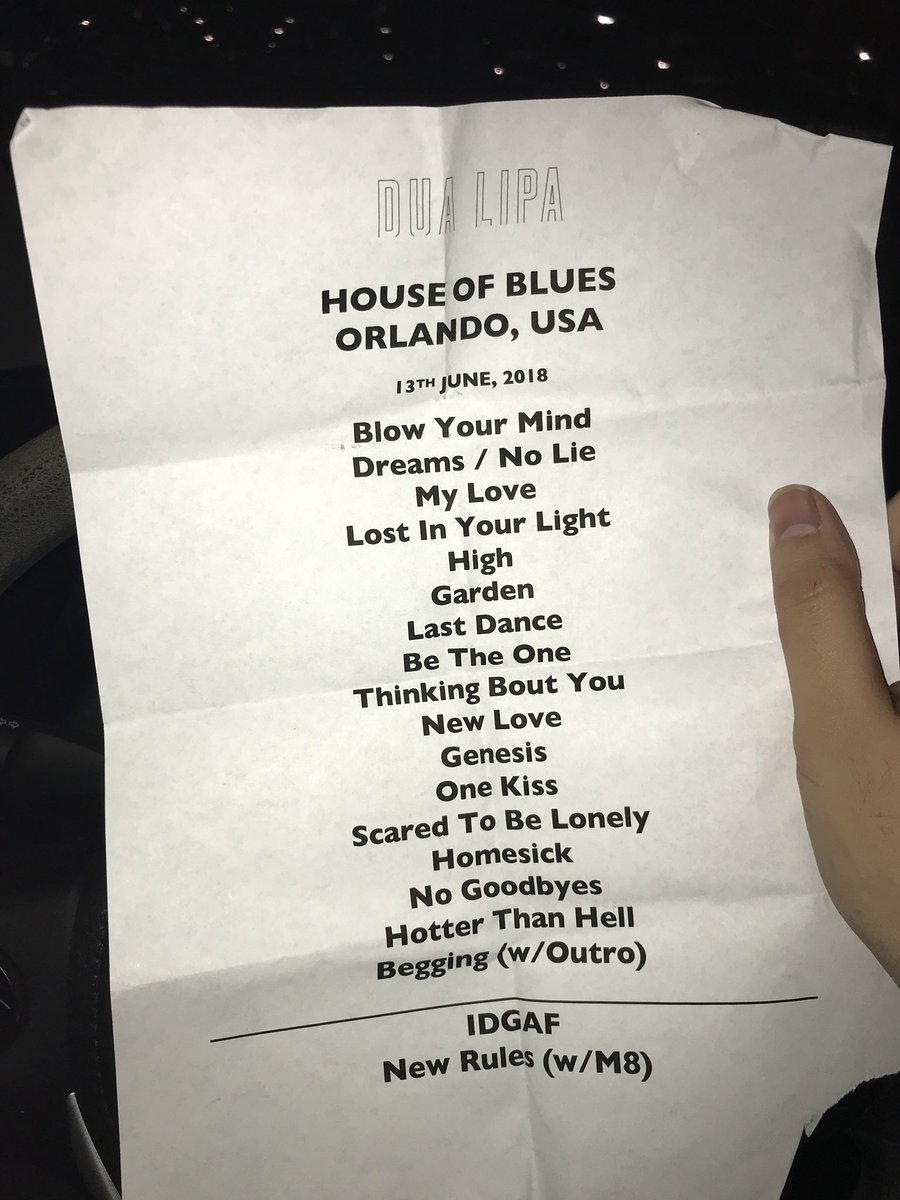 DUA LIPA
HOUSE OF BLUES
ORLANDO, USA
13TH JUNE, 2018
Blow Your Mind
Dreams / No Lie
My Love
Lost In Your Light
High
Garden
Last Dance
Be The One
Thinking Bout You
New Love
Genesis
One Kiss
Scared To Be Lonely
Homesick
No Goodbyes
Hotter Than Hell
Begging (w/Outro)
IDGAF
New Rules (w/M8)